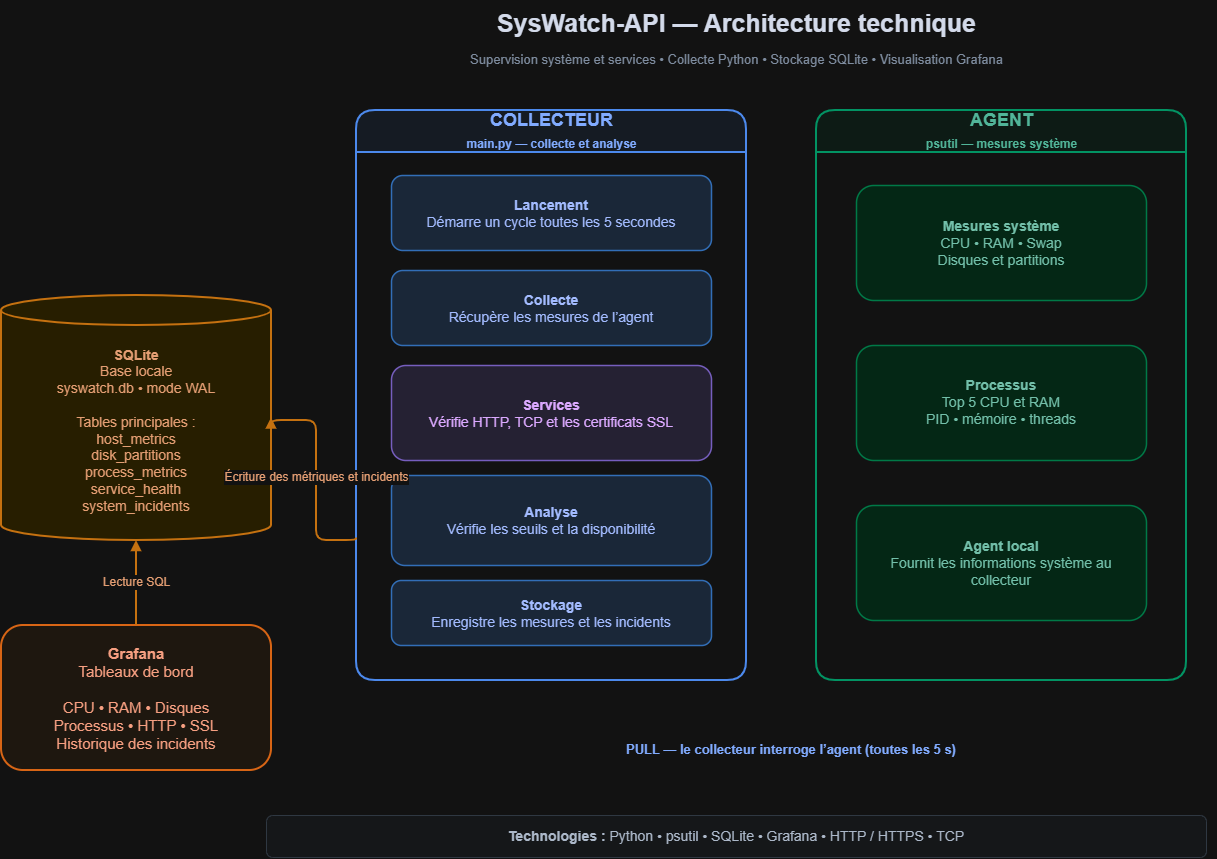 SysWatch-API — Architecture technique
Supervision système et services • Collecte Python • Stockage SQLite • Visualisation Grafana
COLLECTEUR
main.py — collecte et analyse
Lancement
Démarre un cycle toutes les 5 secondes
Collecte
Récupère les mesures de l’agent
Services
Vérifie HTTP, TCP et les certificats SSL
Analyse
Vérifie les seuils et la disponibilité
Stockage
Enregistre les mesures et les incidents
AGENT
psutil — mesures système
Mesures système
CPU • RAM • Swap
Disques et partitions
Processus
Top 5 CPU et RAM
PID • mémoire • threads
Agent local
Fournit les informations système au
collecteur
SQLite
Base locale
syswatch.db • mode WAL
Tables principales :
host_metrics
disk_partitions
process_metrics
service_health
system_incidents
Écriture des métriques et incidents
Lecture SQL
Grafana
Tableaux de bord
CPU • RAM • Disques
Processus • HTTP • SSL
Historique des incidents
PULL — le collecteur interroge l’agent (toutes les 5 s)
Technologies : Python • psutil • SQLite • Grafana • HTTP / HTTPS • TCP